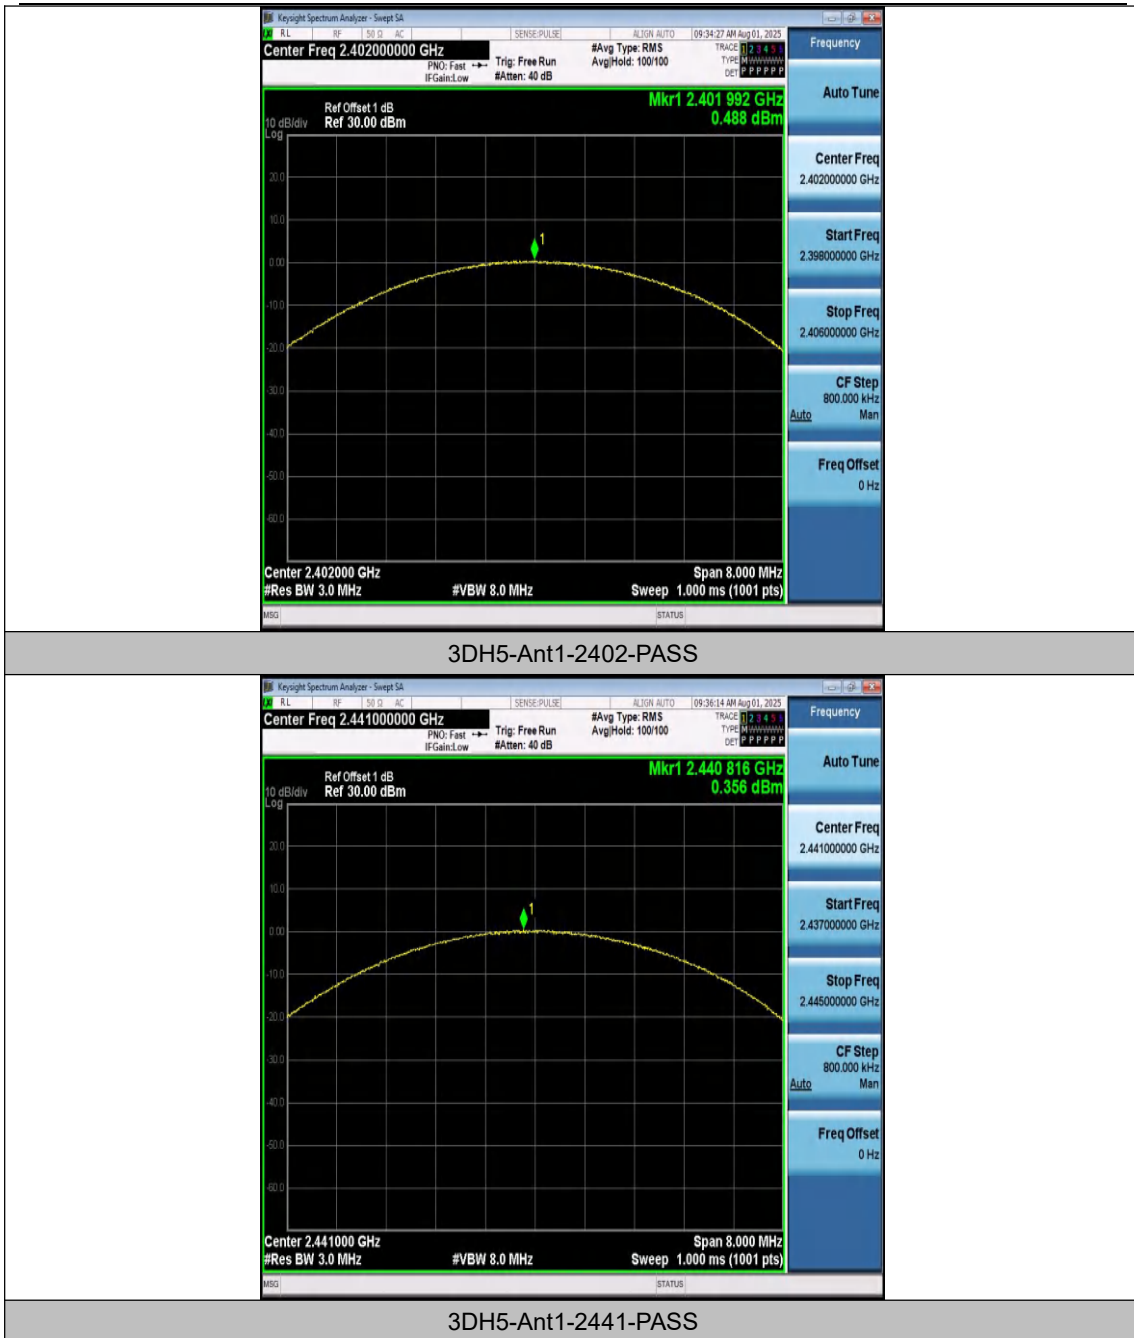 Keysight Spectrum Analyzer - Swept SA
RL RF 50 Ω AC SENSE:PULSE ALIGN AUTO 09:34:27 AM Aug 01, 2025
Center Freq 2.402000000 GHz
PNO: Fast
IFGain:Low
Trig: Free Run
#Atten: 40 dB
#Avg Type: RMS
Avg|Hold: 100/100
TRACE 1 2 3 4 5 6
TYPE M W W W W W
DET P P P P P P
Mkr1 2.401 992 GHz
0.488 dBm
Ref Offset 1 dB
10 dB/div Ref 30.00 dBm
Log
20.0
10.0
0.00
-10.0
-20.0
-30.0
-40.0
-50.0
-60.0
1
Center 2.402000 GHz Span 8.000 MHz
#Res BW 3.0 MHz #VBW 8.0 MHz Sweep 1.000 ms (1001 pts)
MSG STATUS
Frequency
Auto Tune
Center Freq
2.402000000 GHz
Start Freq
2.398000000 GHz
Stop Freq
2.406000000 GHz
CF Step
800.000 kHz
Auto Man
Freq Offset
0 Hz
3DH5-Ant1-2402-PASS
Keysight Spectrum Analyzer - Swept SA
RL RF 50 Ω AC SENSE:PULSE ALIGN AUTO 09:36:14 AM Aug 01, 2025
Center Freq 2.441000000 GHz
PNO: Fast
IFGain:Low
Trig: Free Run
#Atten: 40 dB
#Avg Type: RMS
Avg|Hold: 100/100
TRACE 1 2 3 4 5 6
TYPE M W W W W W
DET P P P P P P
Mkr1 2.440 816 GHz
0.356 dBm
Ref Offset 1 dB
10 dB/div Ref 30.00 dBm
Log
20.0
10.0
0.00
-10.0
-20.0
-30.0
-40.0
-50.0
-60.0
1
Center 2.441000 GHz Span 8.000 MHz
#Res BW 3.0 MHz #VBW 8.0 MHz Sweep 1.000 ms (1001 pts)
MSG STATUS
Frequency
Auto Tune
Center Freq
2.441000000 GHz
Start Freq
2.437000000 GHz
Stop Freq
2.445000000 GHz
CF Step
800.000 kHz
Auto Man
Freq Offset
0 Hz
3DH5-Ant1-2441-PASS